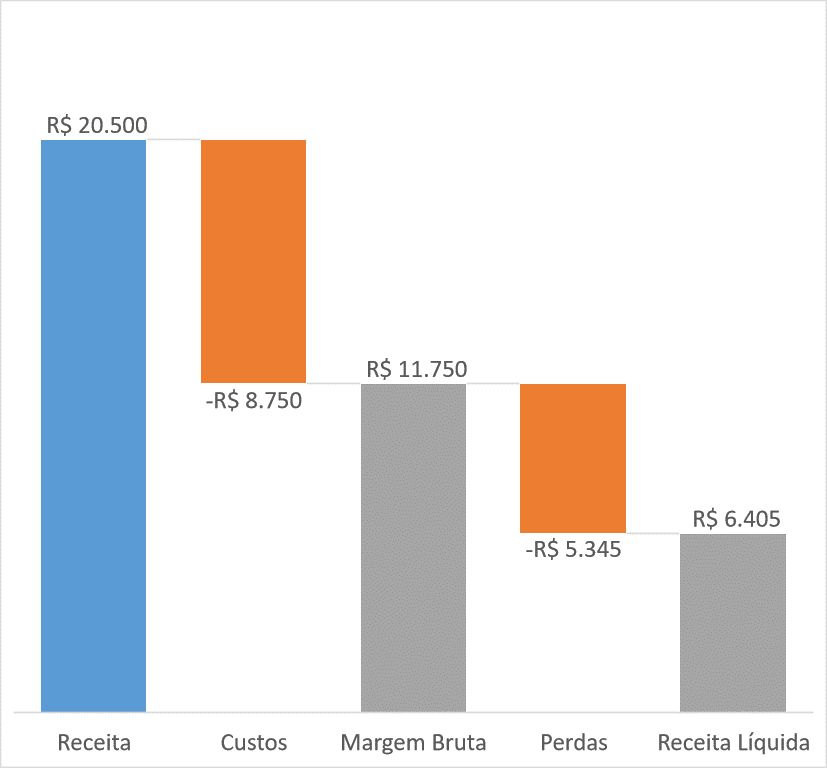 R$ 20.500
R$ 11.750
-R$ 8.750
R$ 6.405
-R$ 5.345
Receita
Custos
Margem Bruta
Perdas
Receita Líquida